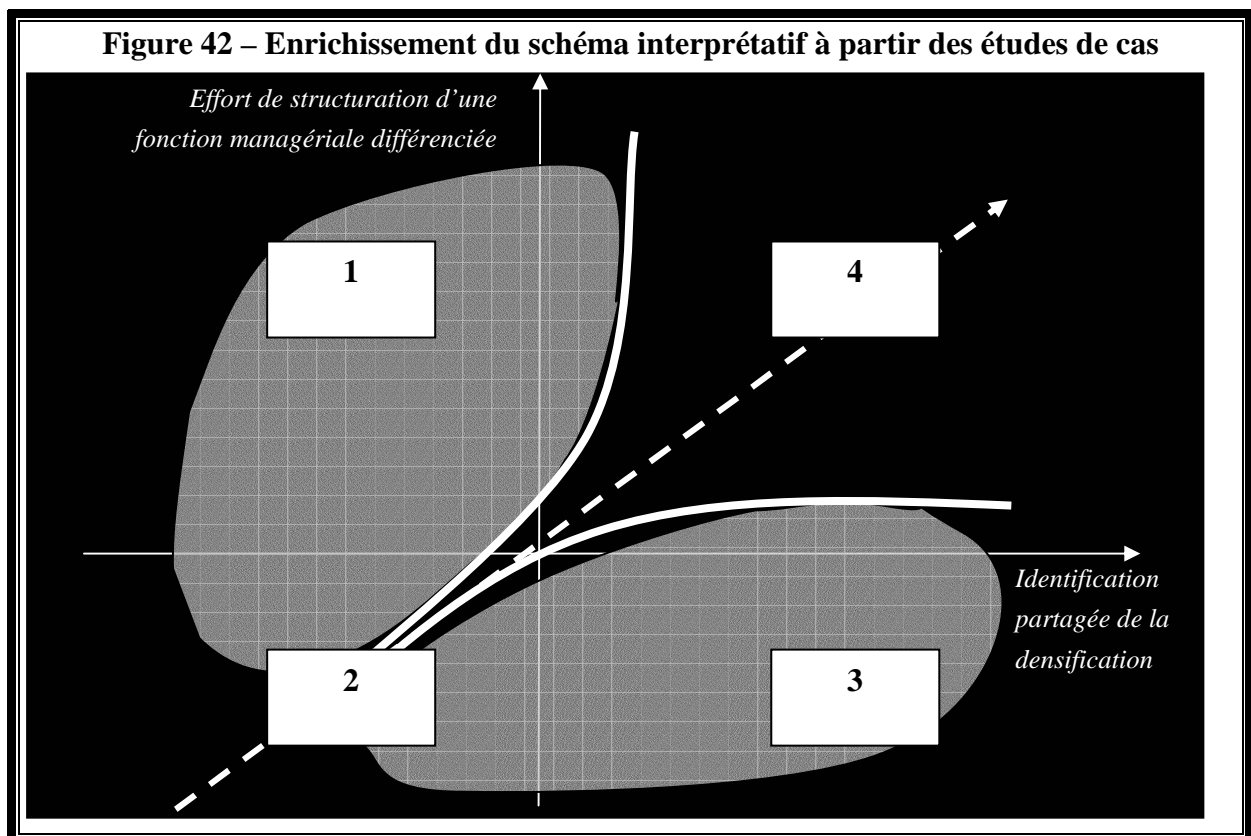 Figure 42 – Enrichissement du schéma interprétatif à partir des études de cas
Effort de structuration d’une
fonction managériale différenciée
1
4
Identification
partagée de la
densification
2
3